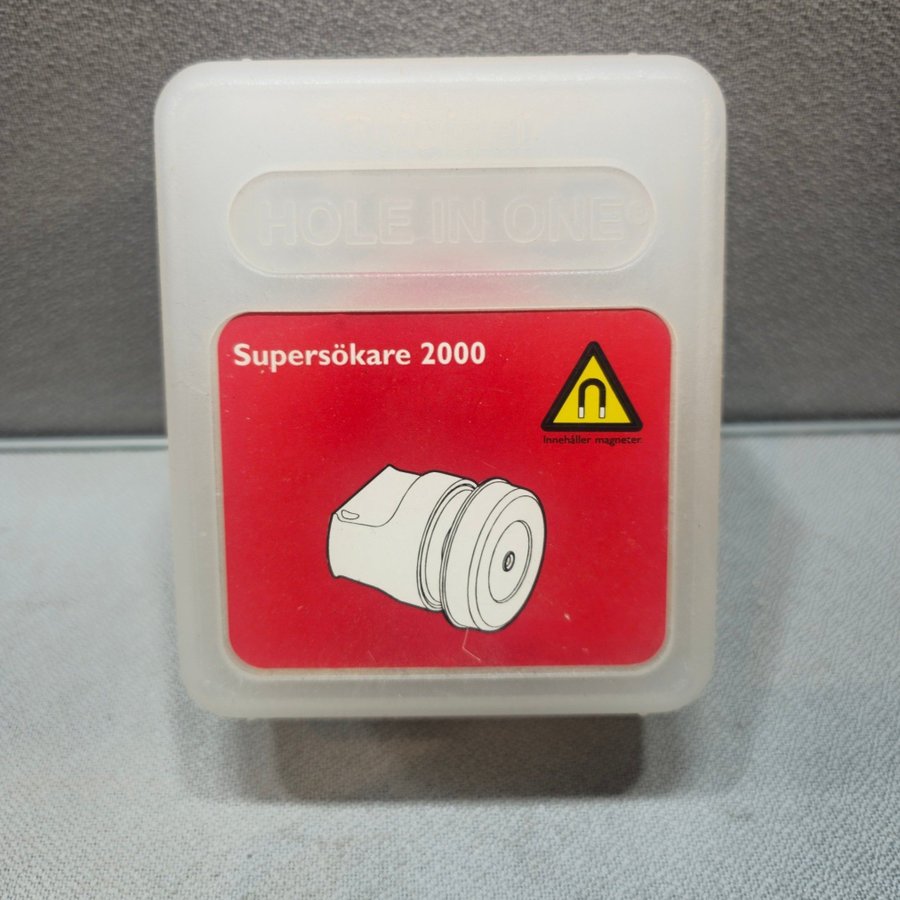 HOLE IN ONE®
Supersökare 2000
Innehåller magneter.